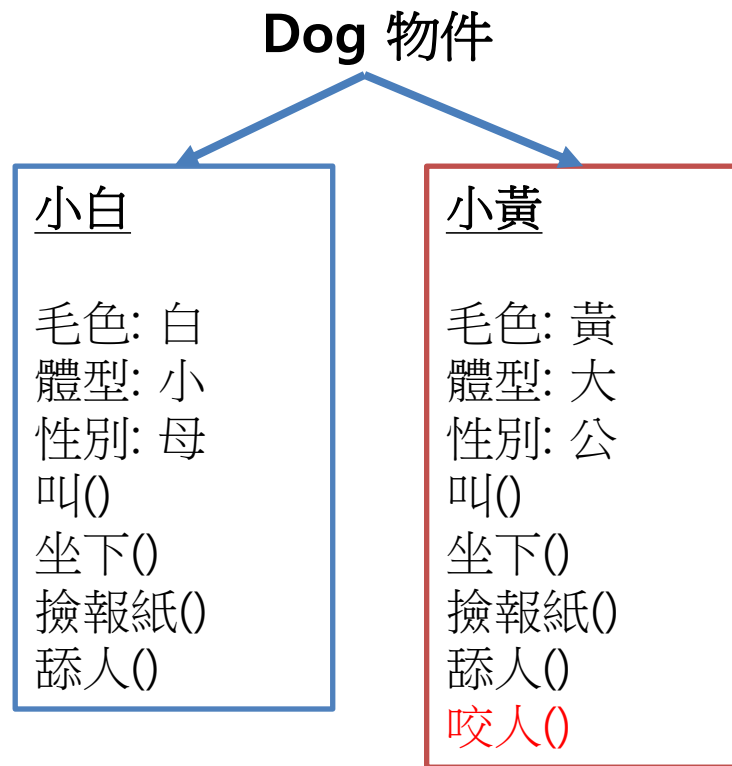 Dog 物件
小白
毛色: 白
體型: 小
性別: 母
叫()
坐下()
撿報紙()
舔人()
小黃
毛色: 黃
體型: 大
性別: 公
叫()
坐下()
撿報紙()
舔人()
咬人()